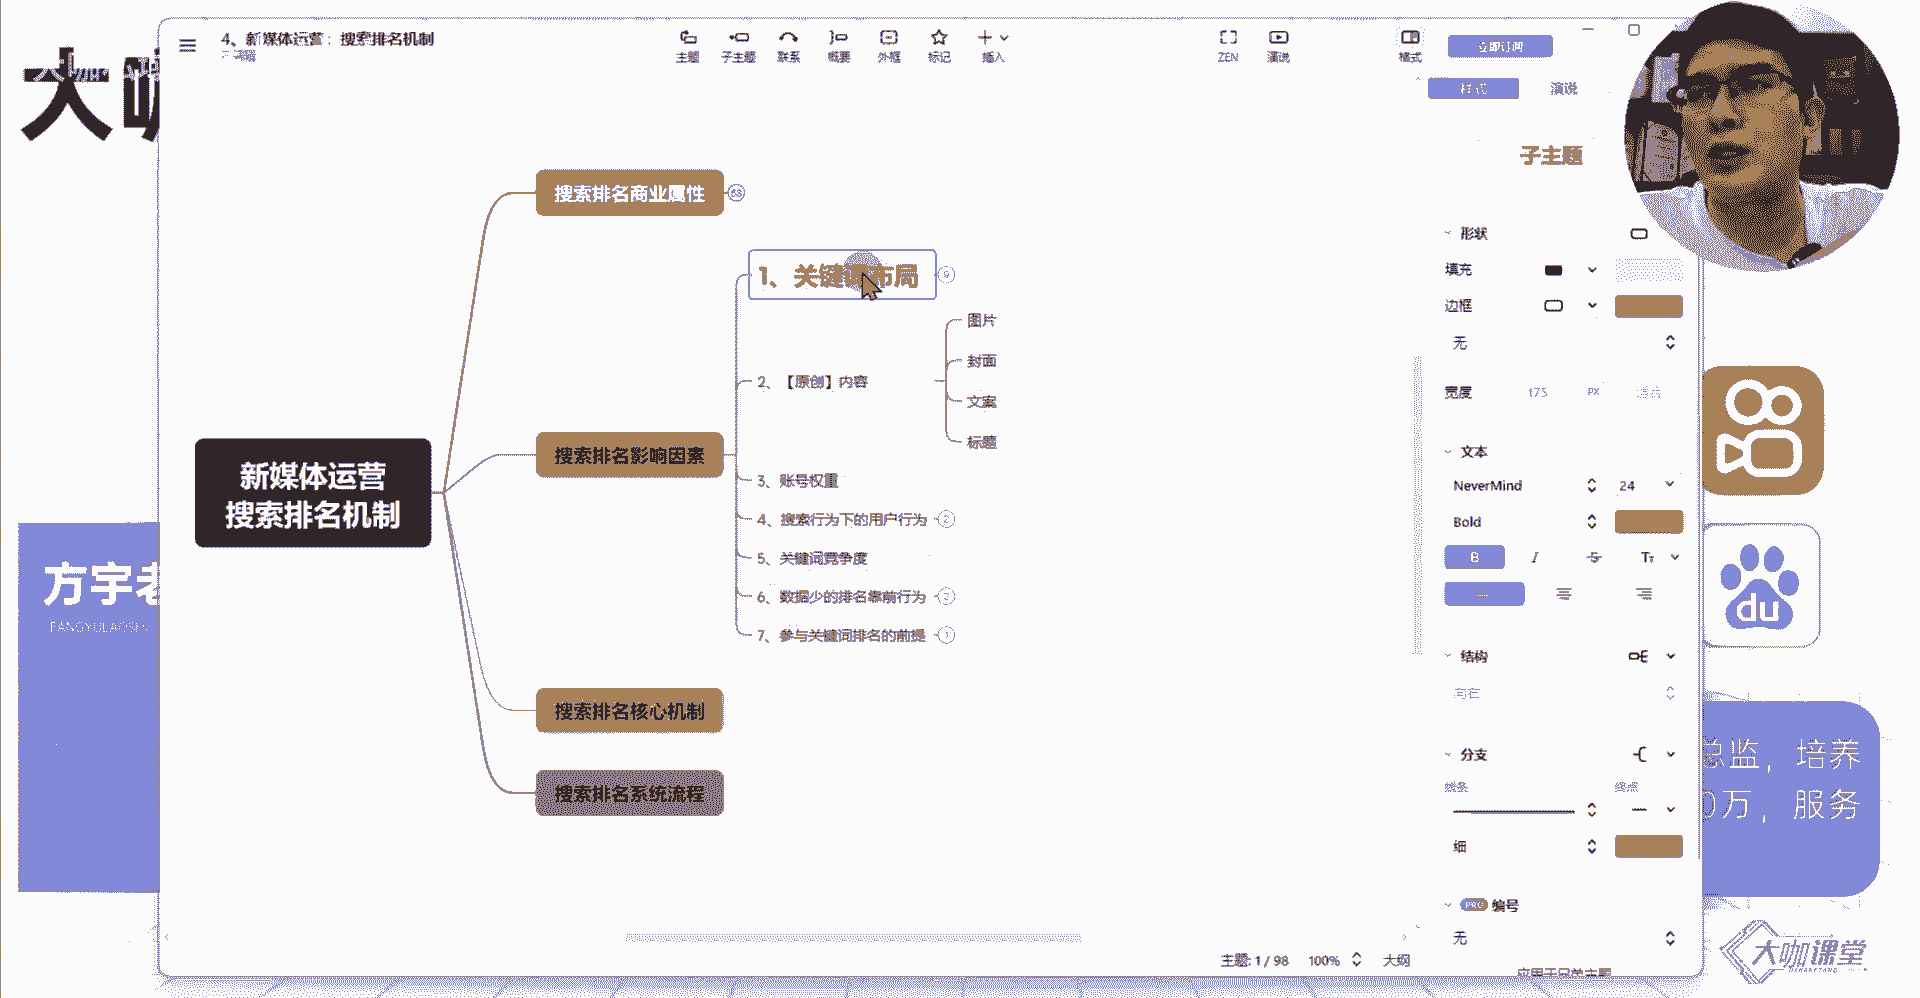 4、新媒体运营：搜索排名机制
主题
子主题
联系
概要
外框
标记
插入
ZEN
演说
格式
立即订阅
样式
演说
大咖
子主题
搜索排名商业属性
63
1、关键词布局
9
形状
填充
边框
无
图片
封面
2、【原创】内容
文案
标题
宽度
175
PX
文本
搜索排名影响因素
新媒体运营
搜索排名机制
3、账号权重
4、搜索行为下的用户行为
2
5、关键词竞争度
6、数据少的排名靠前行为
2
7、参与关键词排名的前提
1
NeverMind
24
Bold
B
I
S
Tт
方宇老
FANGYULAOSHI
du
结构
向右
搜索排名核心机制
分支
线条
终点
搜索排名系统流程
细
总监，培养
0万，服务
PRO 编号
无
主题: 1 / 98
100%
大纲
应用于兄弟主题
大咖课堂